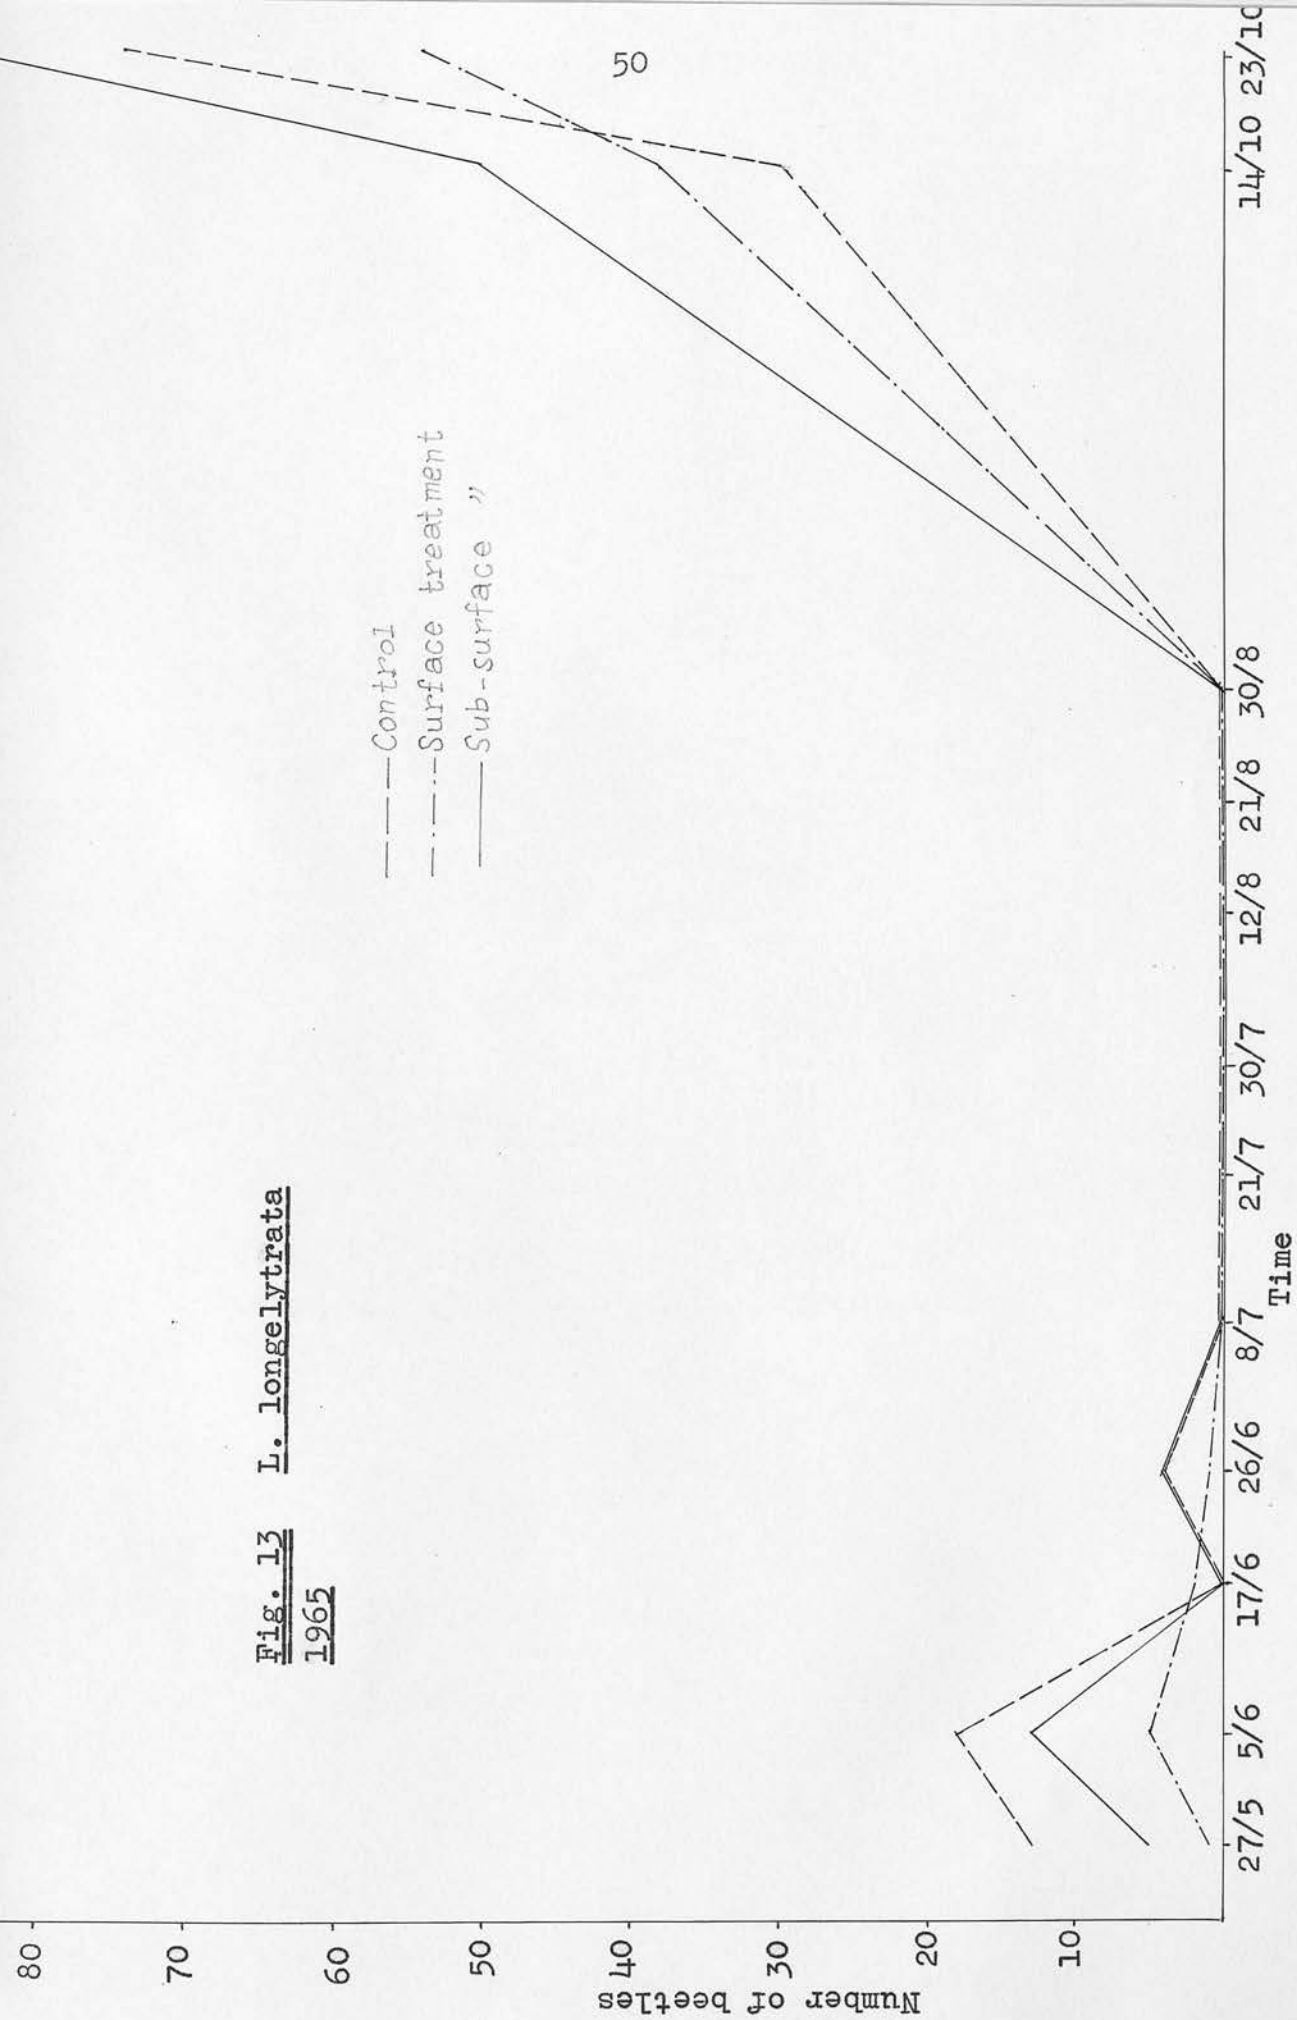 50
Fig. 13 L. longelytrata
1965
Control
Surface treatment
Sub-surface "
Number of beetles
80
70
60
50
40
30
20
10
27/5 5/6 17/6 26/6 8/7 21/7 30/7 12/8 21/8 30/8 14/10 23/10
Time